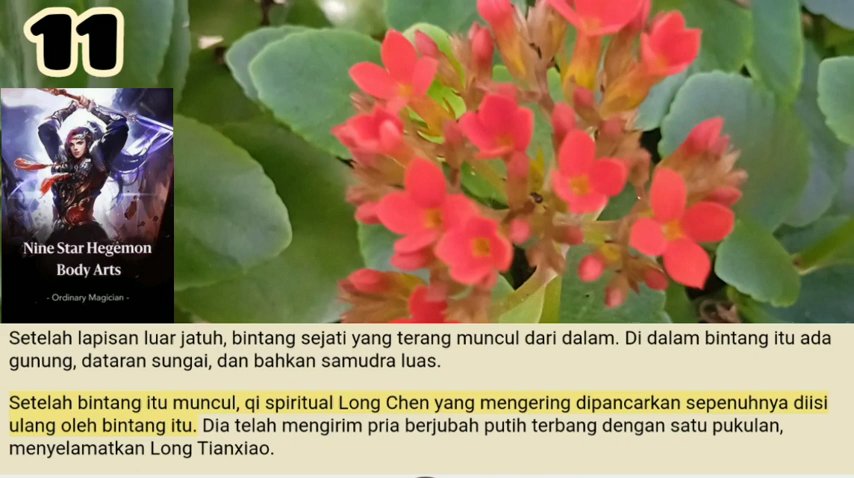 11
Nine Star Hegemon
Body Arts
- Ordinary Magician -
Setelah lapisan luar jatuh, bintang sejati yang terang muncul dari dalam. Di dalam bintang itu ada
gunung, dataran sungai, dan bahkan samudra luas.
Setelah bintang itu muncul, qi spiritual Long Chen yang mengering dipancarkan sepenuhnya diisi
ulang oleh bintang itu. Dia telah mengirim pria berjubah putih terbang dengan satu pukulan,
menyelamatkan Long Tianxiao.